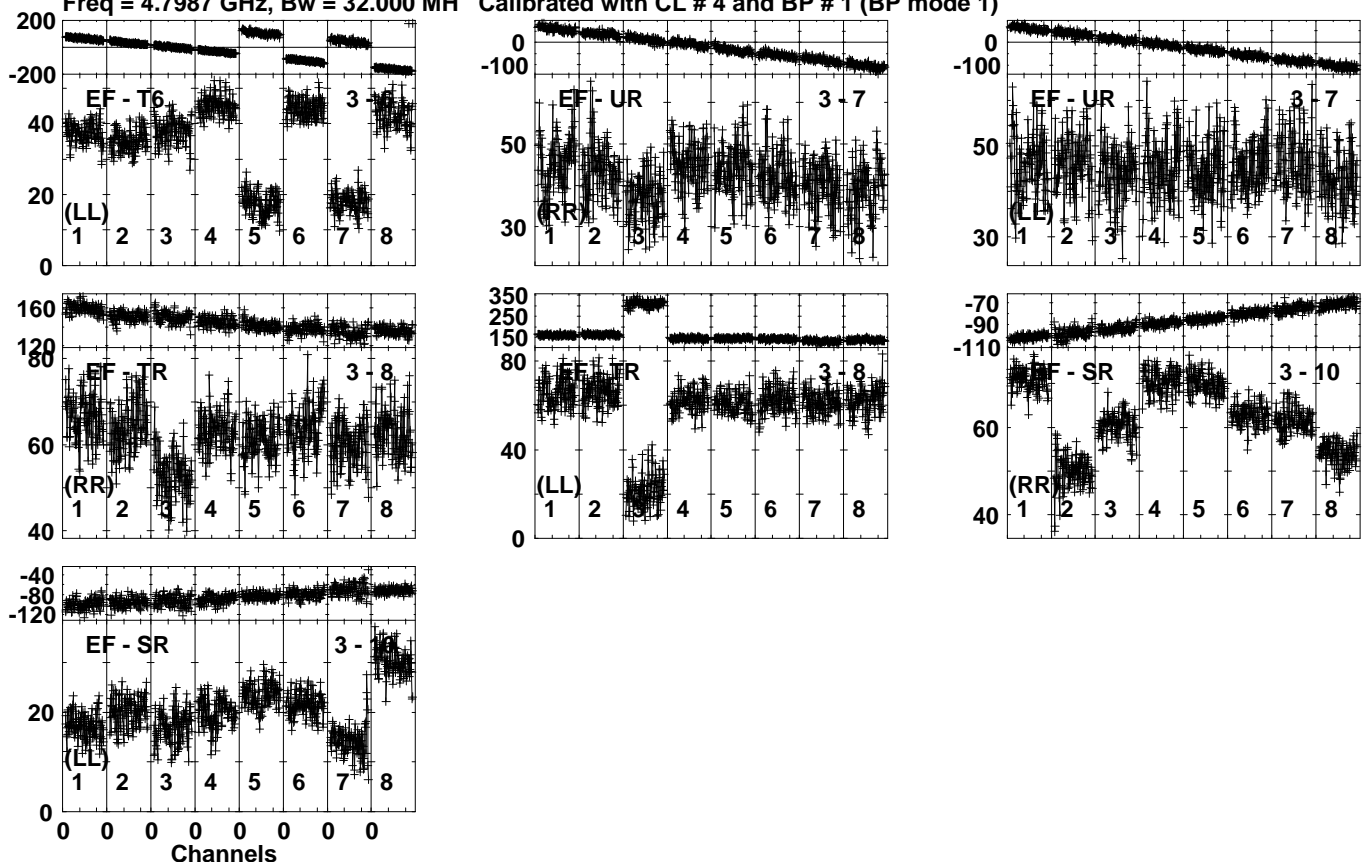 Freq = 4.7987 GHz, Bw = 32.000 MH Calibrated with CL # 4 and BP # 1 (BP mode 1)
200
-200
EF - T6
40
20
0
(LL)
1 2 3 4 5 6 7 8
0
-100
EF - UR 3 - 7
50
30
(RR)
1 2 3 4 5 6 7 8
0
-100
EF - UR 3 - 7
50
30
(LL)
1 2 3 4 5 6 7 8
160
120
EF - TR 3 - 8
80
60
40
(RR)
1 2 3 4 5 6 7 8
350
250
150
EF - TR 3 - 8
80
40
0
(LL)
1 2 3 4 5 6 7 8
-70
-90
-110
EF - SR 3 - 10
60
40
(RR)
1 2 3 4 5 6 7 8
-40
-80
-120
EF - SR 3 - 10
20
0
(LL)
1 2 3 4 5 6 7 8
0 0 0 0 0 0 0 0
Channels